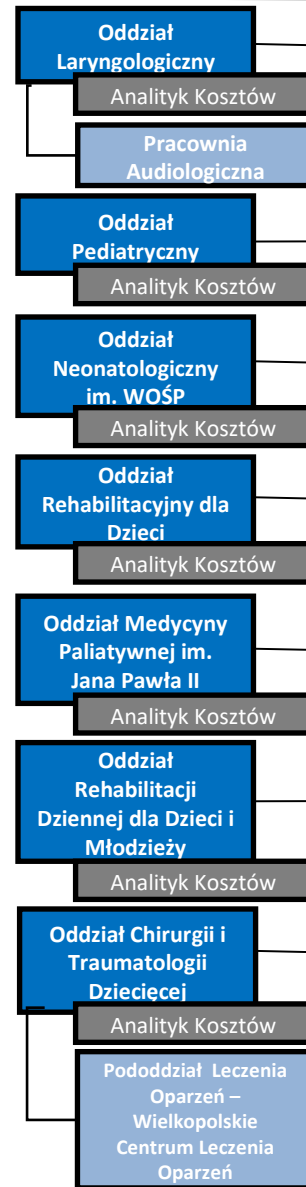 Oddział
Laryngologiczny
Analityk Kosztów
Pracownia
Audiologiczna
Oddział
Pediatryczny
Analityk Kosztów
Oddział
Neonatologiczny
im. WOŚP
Analityk Kosztów
Oddział
Rehabilitacyjny dla
Dzieci
Analityk Kosztów
Oddział Medycyny
Paliatywnej im.
Jana Pawła II
Analityk Kosztów
Oddział
Rehabilitacji
Dziennej dla Dzieci i
Młodzieży
Analityk Kosztów
Oddział Chirurgii i
Traumatologii
Dziecięcej
Analityk Kosztów
Pododdział Leczenia
Oparzeń –
Wielkopolskie
Centrum Leczenia
Oparzeń